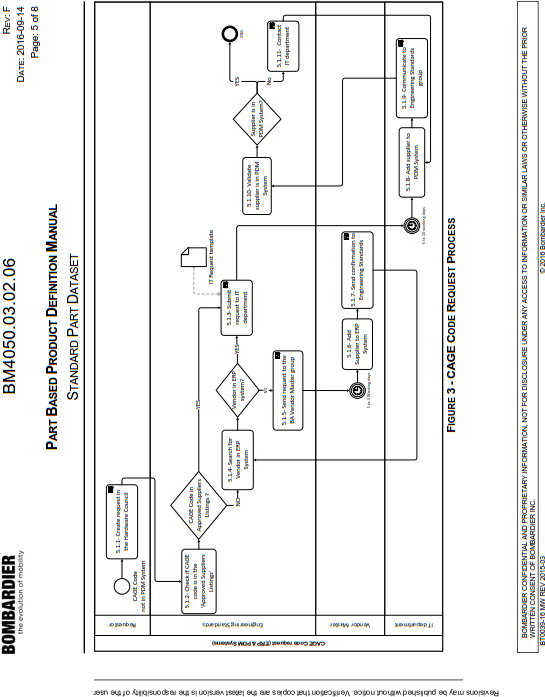 BOMBARDIER
the evolution of mobility
BM4050.03.02.06
REV: F
DATE: 2016-09-14
Page: 5 of 8
PART BASED PRODUCT DEFINITION MANUAL
STANDARD PART DATASET
CAGE Code request (ERP & PDM Systems)
Requestor
CAGE Code
not in PDM System
5.1.1- Create request in
the Hardware Council
Engineering Standards
5.1.2- Check if CAGE
code is in the
'Approved Suppliers
Listings'
CAGE Code in
Approved Suppliers
Listings ?
YES
NO
5.1.4- Search for
Vendor in ERP
System
Vendor in ERP
system?
YES
NO
5.1.3- Submit
request to IT
department
IT Request template
5.1.5- Send request to the
BA Vendor Master group
5.1.10- Validate
supplier is in PDM
System
Supplier is in
PDM System?
YES
No
END
5.1.11- Contact
IT department
Vendor Master
5.1.6- Add
Supplier to ERP
System
5.1.7- Send confirmation to
Engineering Standards
IT department
5.1.8- Add supplier to
PDM System
5.1.9- Communicate to
Engineering Standards
group
FIGURE 3 - CAGE CODE REQUEST PROCESS
BOMBARDIER CONFIDENTIAL AND PROPRIETARY INFORMATION, NOT FOR DISCLOSURE UNDER ANY ACCESS TO INFORMATION OR SIMILAR LAWS OR OTHERWISE WITHOUT THE PRIOR
WRITTEN CONSENT OF BOMBARDIER INC.
BT0039-16 MW REV 2015-03
© 2016 Bombardier Inc.
Revisions may be published without notice. Verification that copies are the latest version is the responsibility of the user.